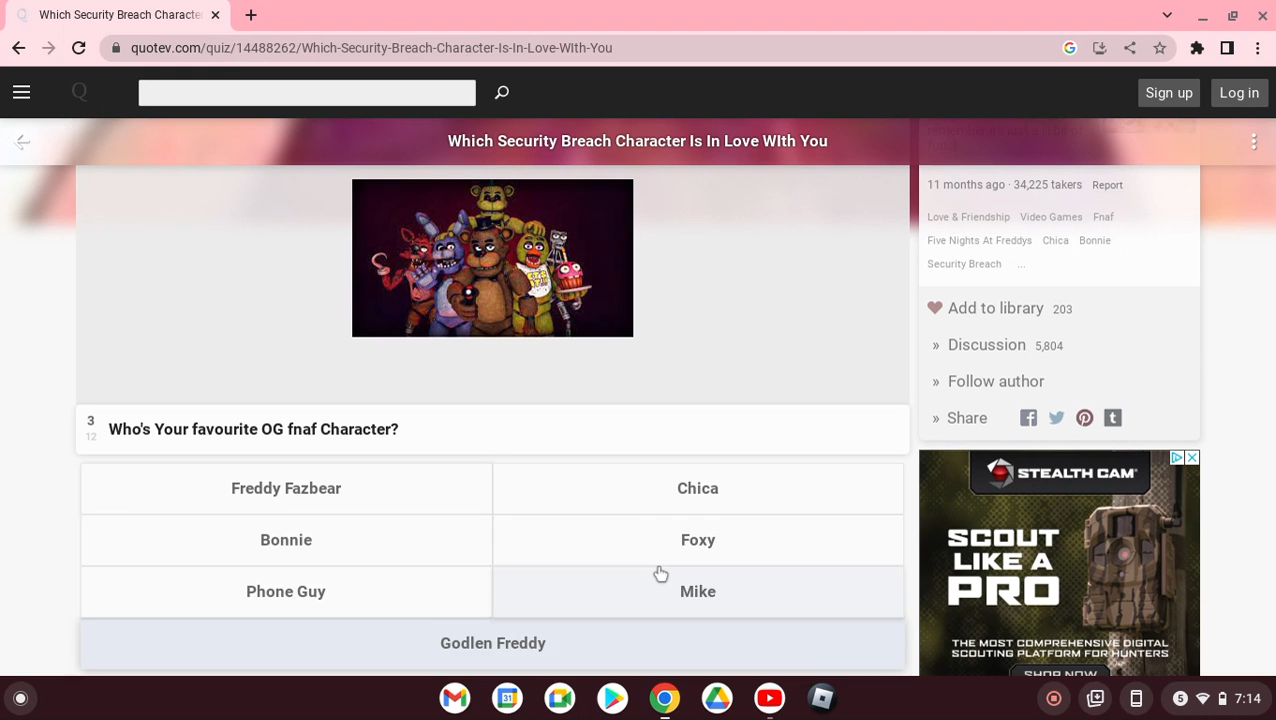 Which Security Breach Characte
quotev.com/quiz/14488262/Which-Security-Breach-Character-Is-In-Love-WIth-You
Q
Sign up
Log in
Which Security Breach Character Is In Love WIth You
11 months ago · 34,225 takers Report
Love & Friendship Video Games Fnaf
Five Nights At Freddys Chica Bonnie
Security Breach ...
Add to library 203
» Discussion 5,804
» Follow author
» Share
3
12
Who's Your favourite OG fnaf Character?
Freddy Fazbear
Chica
Bonnie
Foxy
Phone Guy
Mike
Godlen Freddy
STEALTH CAM
SCOUT
LIKE A
PRO
THE MOST COMPREHENSIVE DIGITAL
SCOUTING PLATFORM FOR HUNTERS
SHOP NOW
31
5
7:14